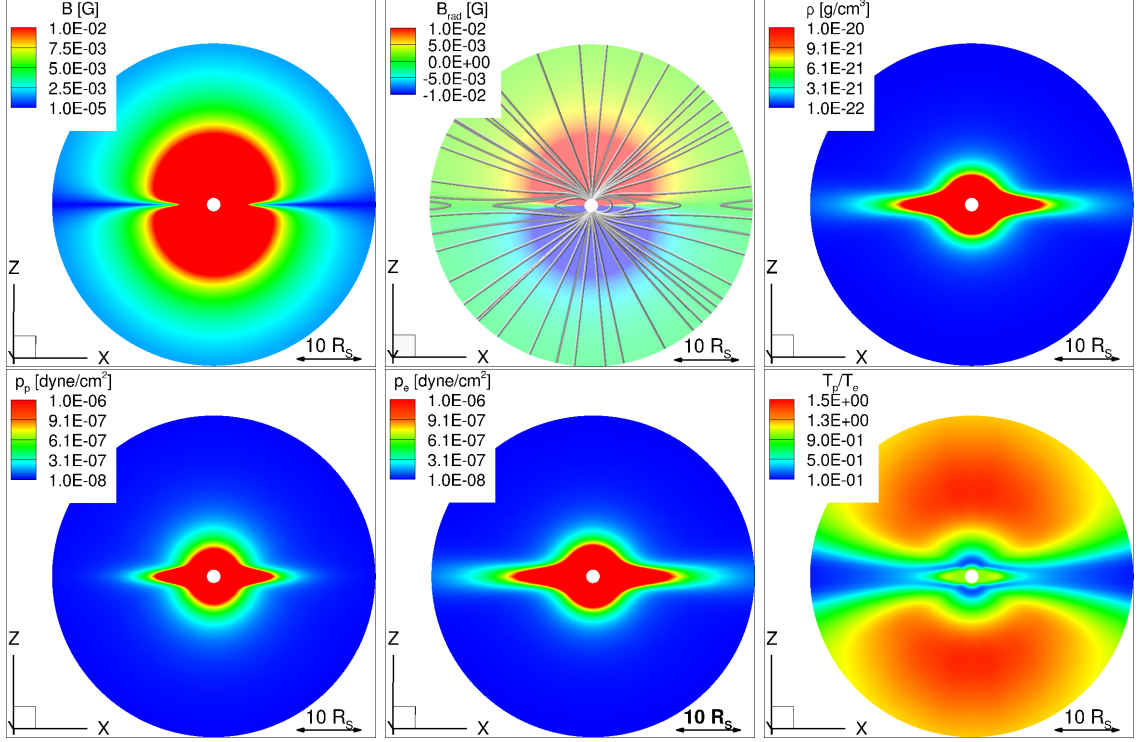 B [G]
1.0E-02
7.5E-03
5.0E-03
2.5E-03
1.0E-05
Z
Y
X
10 R_S
B_rad [G]
1.0E-02
5.0E-03
0.0E+00
-5.0E-03
-1.0E-02
Z
Y
X
10 R_S
ρ [g/cm³]
1.0E-20
9.1E-21
6.1E-21
3.1E-21
1.0E-22
Z
Y
X
10 R_S
p_p [dyne/cm²]
1.0E-06
9.1E-07
6.1E-07
3.1E-07
1.0E-08
Z
Y
X
10 R_S
p_e [dyne/cm²]
1.0E-06
9.1E-07
6.1E-07
3.1E-07
1.0E-08
Z
Y
X
10 R_S
T_p/T_e
1.5E+00
1.3E+00
9.0E-01
5.0E-01
1.0E-01
Z
Y
X
10 R_S